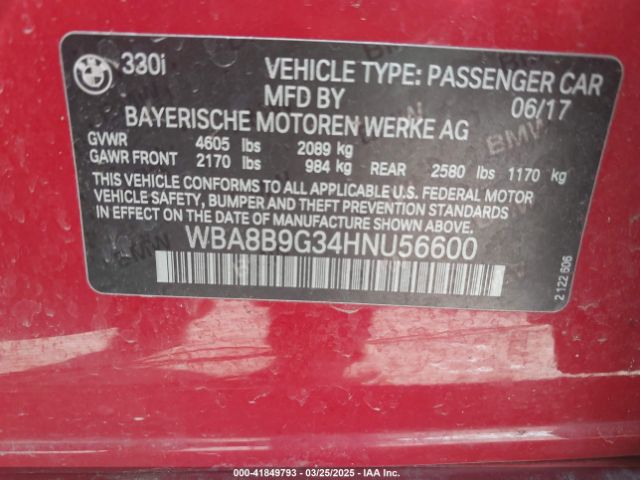 BMW 330i VEHICLE TYPE: PASSENGER CAR
MFD BY 06/17
BAYERISCHE MOTOREN WERKE AG
GVWR 4605 lbs 2089 kg
GAWR FRONT 2170 lbs 984 kg REAR 2580 lbs 1170 kg
THIS VEHICLE CONFORMS TO ALL APPLICABLE U.S. FEDERAL MOTOR
VEHICLE SAFETY, BUMPER AND THEFT PREVENTION STANDARDS
IN EFFECT ON THE DATE OF MANUFACTURE SHOWN ABOVE.
WBA8B9G34HNU56600
2 122 606
000-41849793 - 03/25/2025 - IAA Inc.